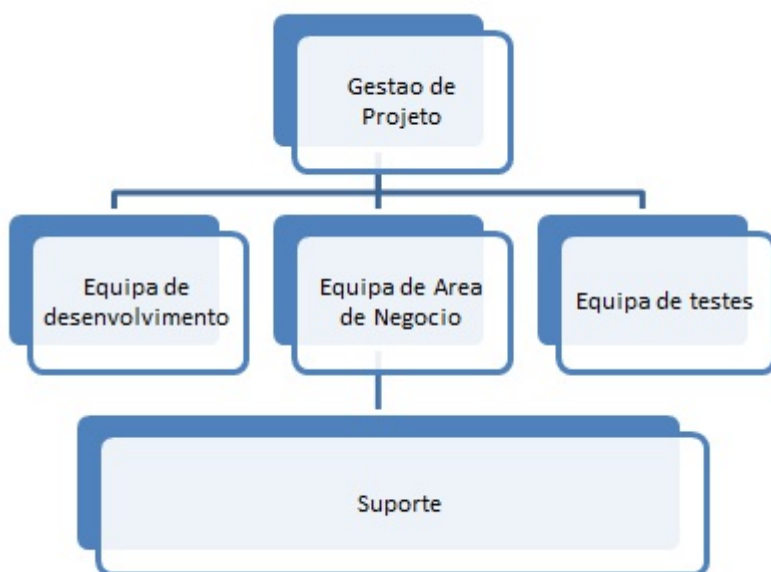 Gestao de
Projeto
Equipa de
desenvolvimento
Equipa de Area
de Negocio
Equipa de testes
Suporte